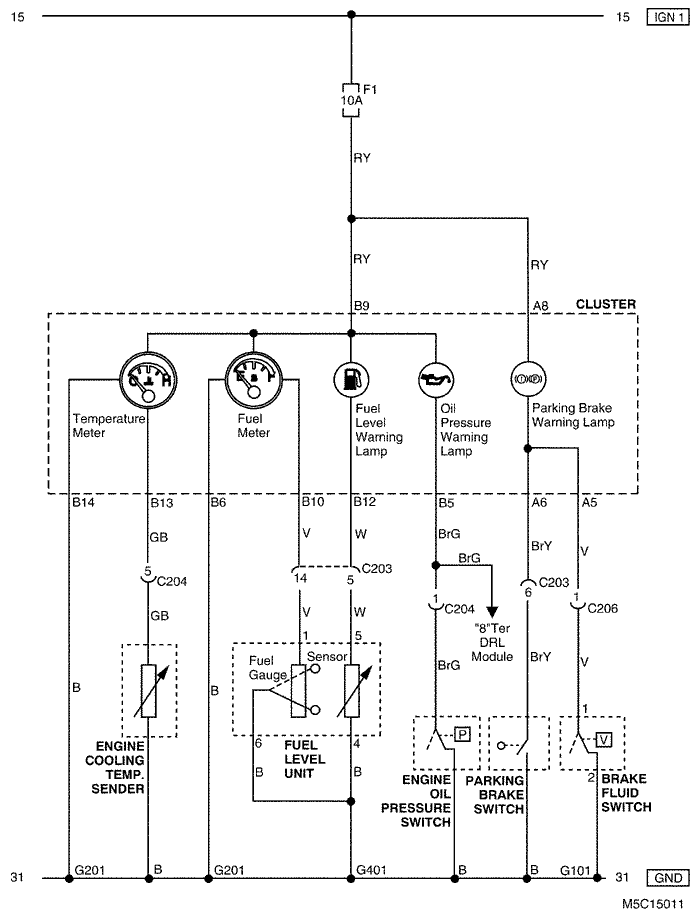 15
15 IGN 1
F1
10A
RY
RY
RY
B9
A8
CLUSTER
C H
E F
Temperature
Meter
Fuel
Meter
Fuel
Level
Warning
Lamp
Oil
Pressure
Warning
Lamp
Parking Brake
Warning Lamp
B14 B13 B6 B10 B12 B5 A6 A5
GB V W BrG BrY V
BrG
5 C204
14 5 C203
1 C204
6 C203
1 C206
"8"Ter
DRL
Module
GB V W
BrG BrY V
1 5
Fuel
Gauge
Sensor
B B
P
V
1
2
6 4
B B
ENGINE
COOLING
TEMP.
SENDER
FUEL
LEVEL
UNIT
ENGINE
OIL
PRESSURE
SWITCH
PARKING
BRAKE
SWITCH
BRAKE
FLUID
SWITCH
31 G201 B G201 G401 B B G101 31 GND
M5C15011